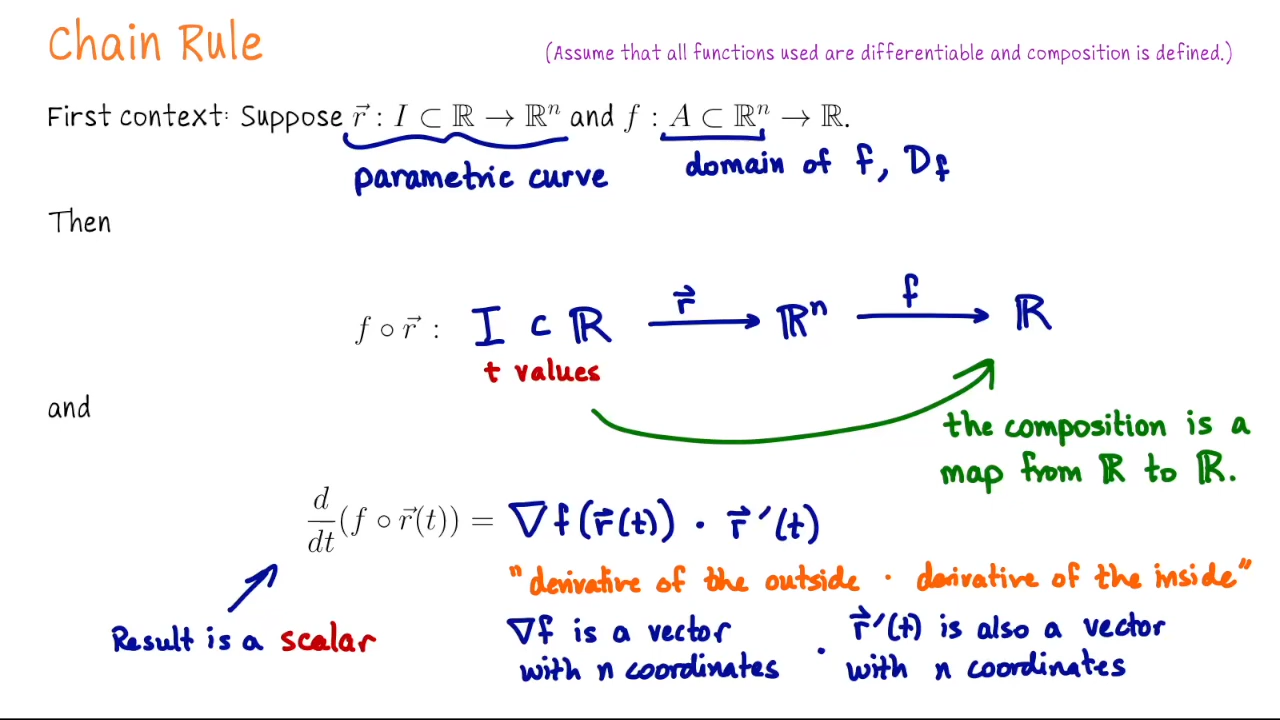 Chain Rule
(Assume that all functions used are differentiable and composition is defined.)
First context: Suppose r⃗ : I ⊂ ℝ → ℝⁿ and f : A ⊂ ℝⁿ → ℝ.
parametric curve
domain of f, D_f
Then
r⃗ f
f ∘ r⃗ : I ⊂ ℝ → ℝⁿ → ℝ
t values
and
the composition is a
map from ℝ to ℝ.
d/dt (f ∘ r⃗(t)) = ∇f(r⃗(t)) · r⃗′(t)
"derivative of the outside · derivative of the inside"
Result is a scalar
∇f is a vector · r⃗′(t) is also a vector
with n coordinates with n coordinates